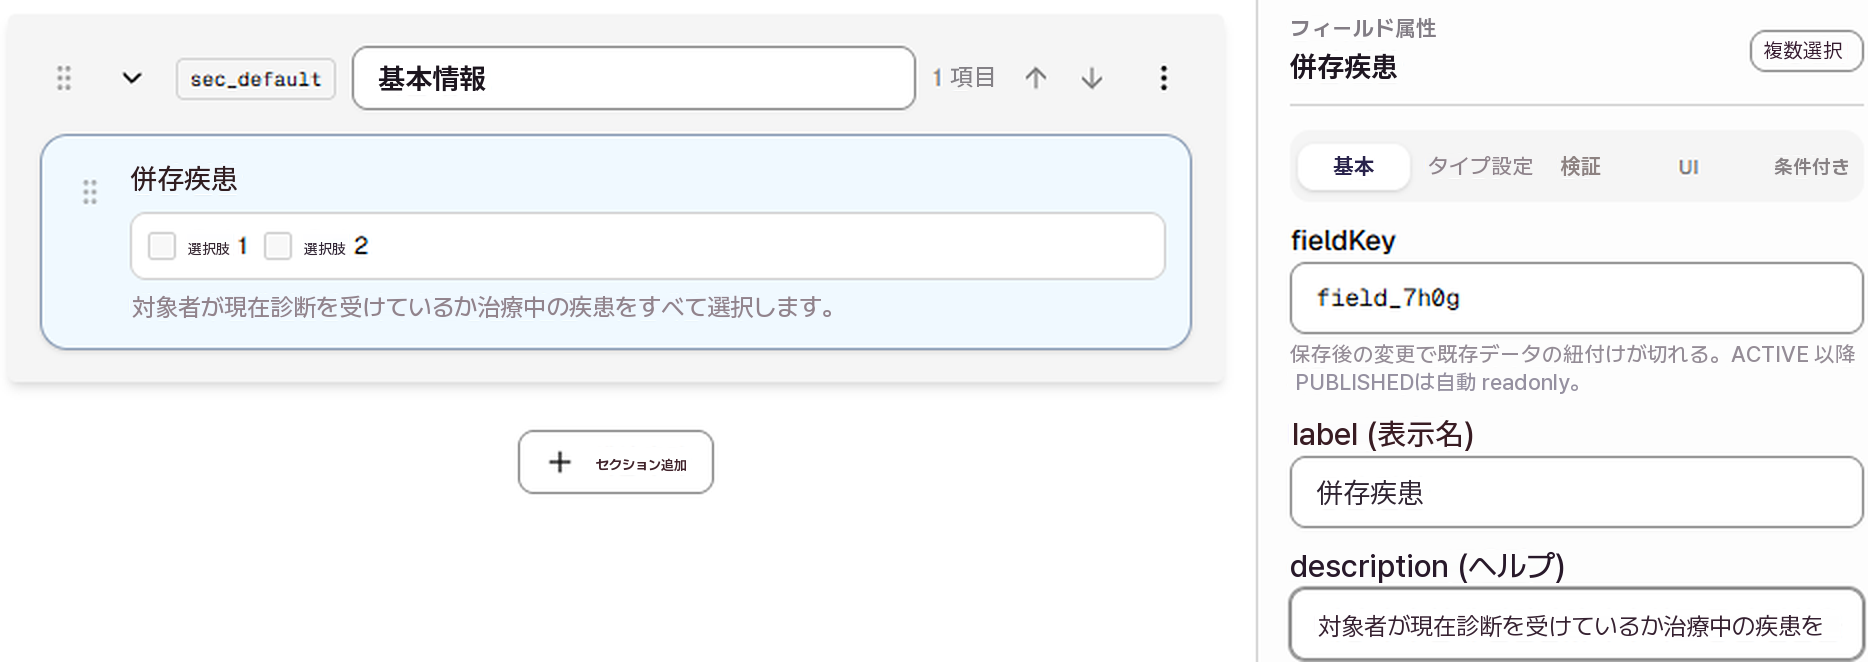 sec_default 基本情報 1 項目
併存疾患
選択肢 1 選択肢 2
対象者が現在診断を受けているか治療中の疾患をすべて選択します。
セクション追加
フィールド属性
併存疾患
複数選択
基本 タイプ設定 検証 UI 条件付き
fieldKey
field_7h0g
保存後の変更で既存データの紐付けが切れる。ACTIVE 以降
PUBLISHEDは自動 readonly。
label (表示名)
併存疾患
description (ヘルプ)
対象者が現在診断を受けているか治療中の疾患を